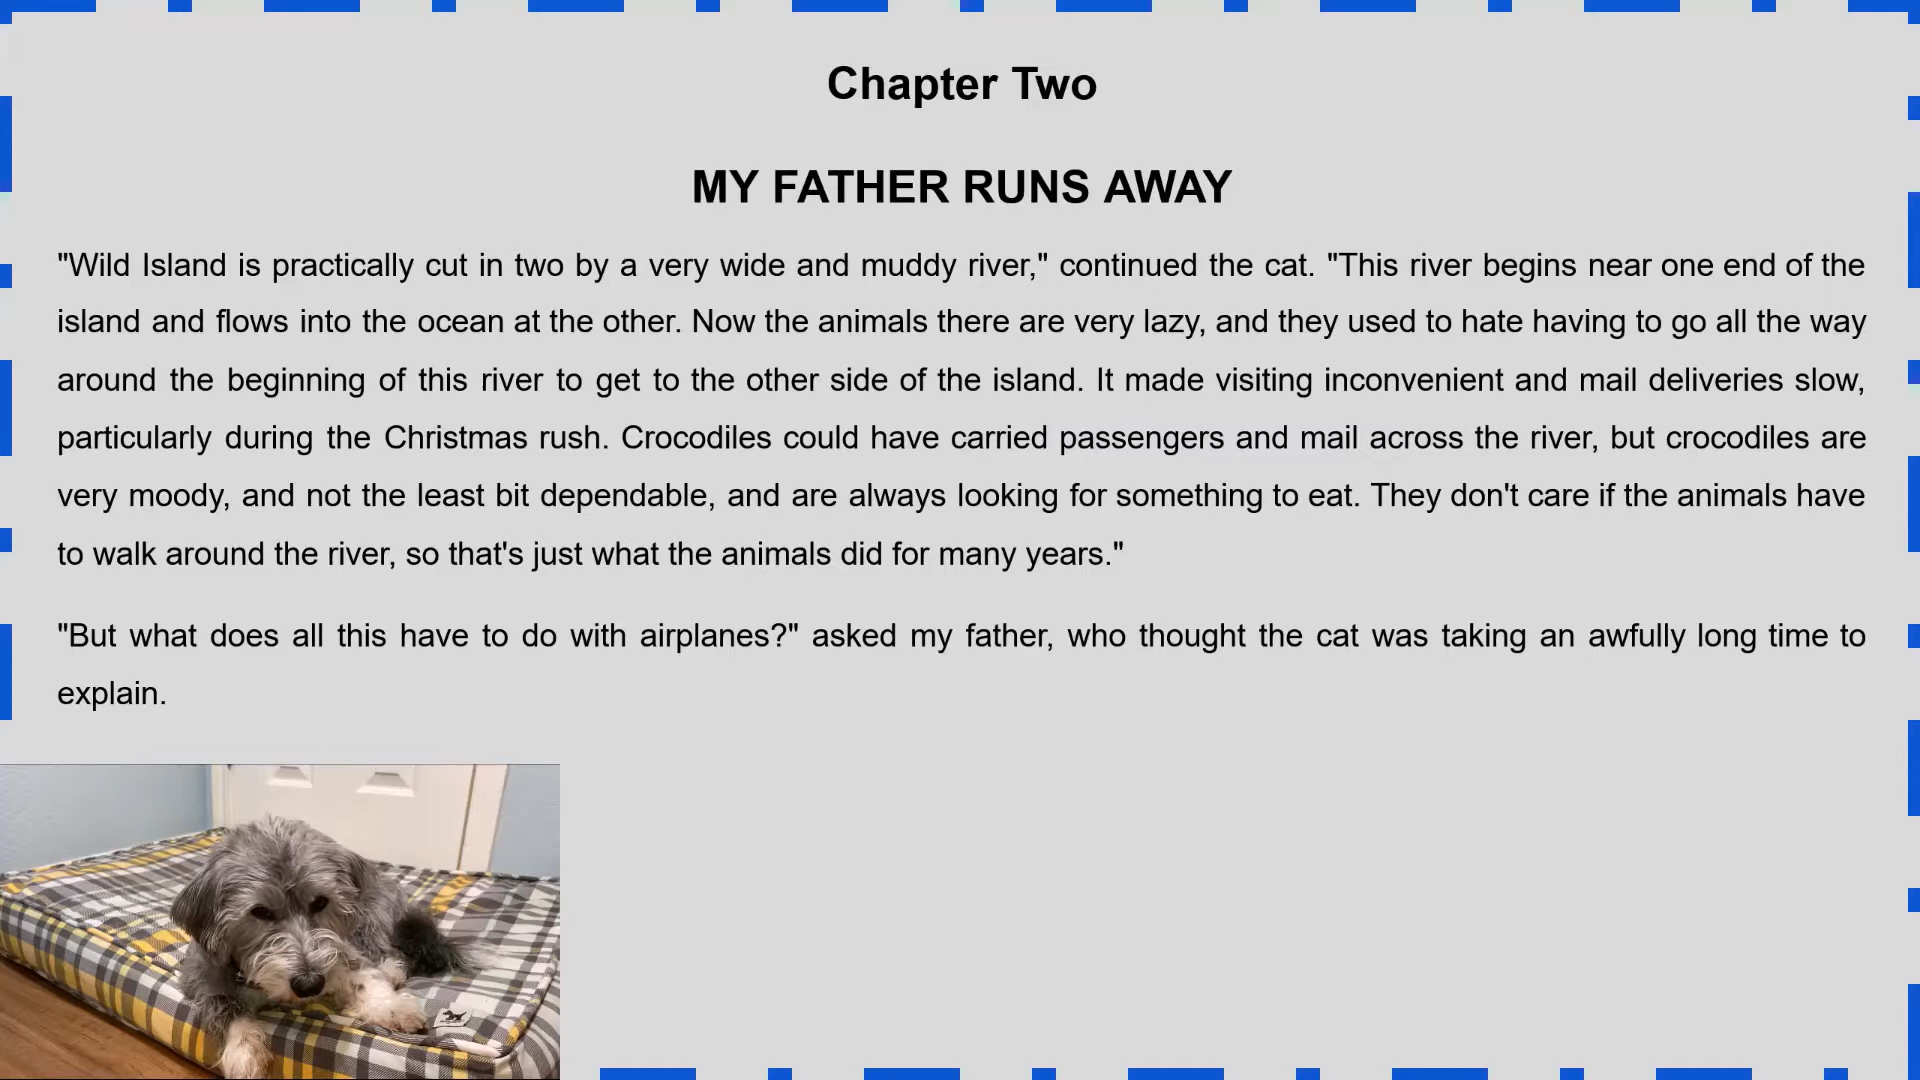 Chapter Two
MY FATHER RUNS AWAY
"Wild Island is practically cut in two by a very wide and muddy river," continued the cat. "This river begins near one end of the
island and flows into the ocean at the other. Now the animals there are very lazy, and they used to hate having to go all the way
around the beginning of this river to get to the other side of the island. It made visiting inconvenient and mail deliveries slow,
particularly during the Christmas rush. Crocodiles could have carried passengers and mail across the river, but crocodiles are
very moody, and not the least bit dependable, and are always looking for something to eat. They don't care if the animals have
to walk around the river, so that's just what the animals did for many years."
"But what does all this have to do with airplanes?" asked my father, who thought the cat was taking an awfully long time to
explain.